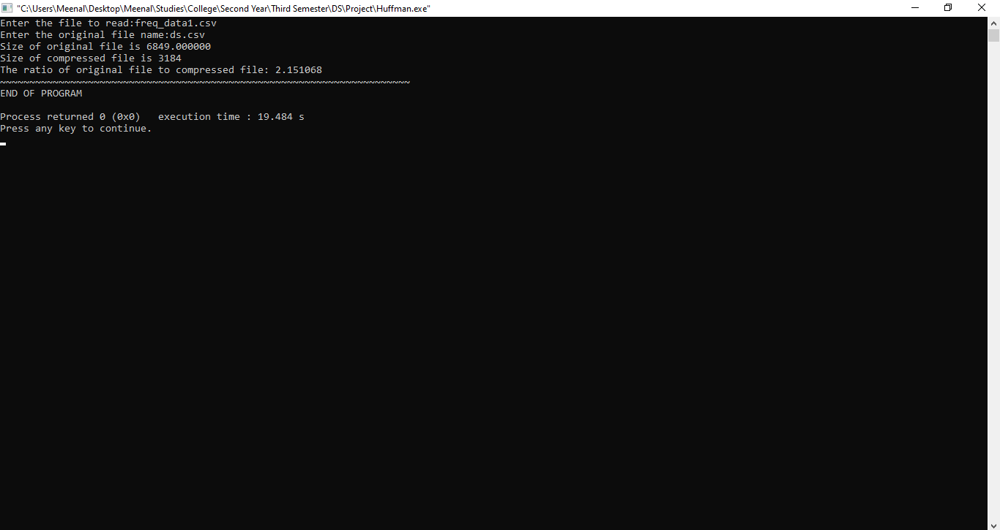 "C:\Users\Meenal\Desktop\Meenal\Studies\College\Second Year\Third Semester\DS\Project\Huffman.exe"
Enter the file to read:freq_data1.csv
Enter the original file name:ds.csv
Size of original file is 6849.000000
Size of compressed file is 3184
The ratio of original file to compressed file: 2.151068
~~~~~~~~~~~~~~~~~~~~~~~~~~~~~~~~~~~~~~~~~~~~~~~~~~~~~~~~~~~~~~~~~~~~~~
END OF PROGRAM
Process returned 0 (0x0)   execution time : 19.484 s
Press any key to continue.